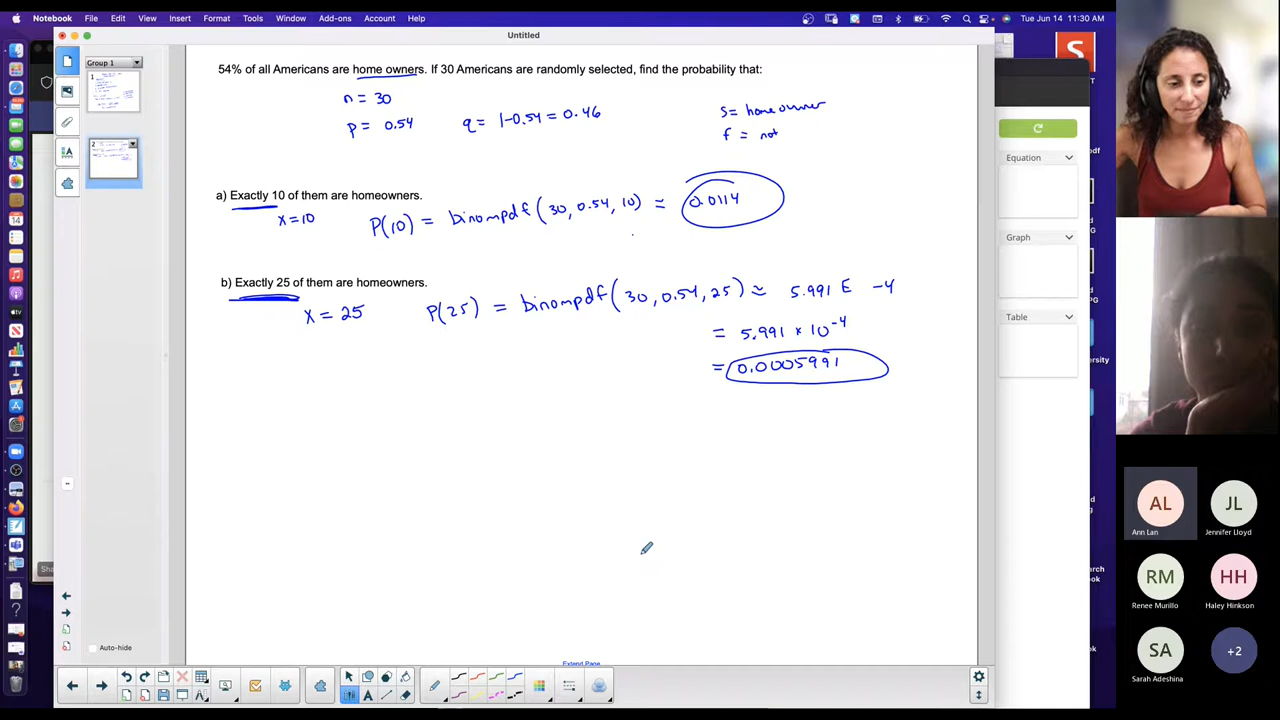 Notebook File Edit View Insert Format Tools Window Add-ons Account Help Tue Jun 14 11:30 AM
Untitled
Group 1
1
2
54% of all Americans are home owners. If 30 Americans are randomly selected, find the probability that:
n = 30
p = 0.54 q = 1-0.54 = 0.46
S = homeowner
f = not
a) Exactly 10 of them are homeowners.
x=10 P(10) = binompdf(30, 0.54, 10) ≈ 0.0114
b) Exactly 25 of them are homeowners.
x = 25 P(25) = binompdf(30, 0.54, 25) ≈ 5.991 E -4
= 5.991 × 10⁻⁴
= 0.0005991
Auto-hide
Extend Page
Equation
Graph
Table
S
AL
Ann Lan
JL
Jennifer Lloyd
RM
Renee Murillo
HH
Haley Hinkson
SA
Sarah Adeshina
+2